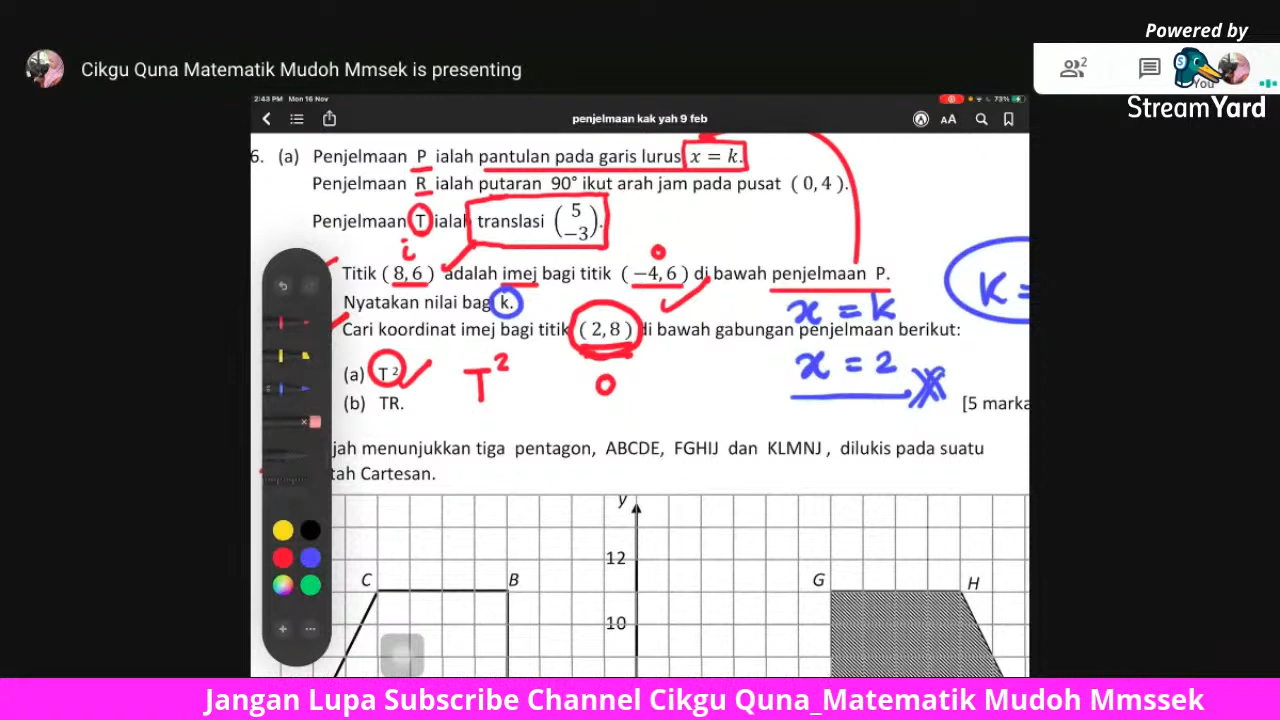 Powered by
StreamYard
Cikgu Quna Matematik Mudoh Mmsek is presenting
2
You
2:43 PM Mon 16 Nov
73%
penjelmaan kak yah 9 feb
AA
6. (a) Penjelmaan P ialah pantulan pada garis lurus x = k.
Penjelmaan R ialah putaran 90° ikut arah jam pada pusat ( 0, 4 ).
Penjelmaan T ialah translasi (5 −3).
i
o
Titik ( 8, 6 ) adalah imej bagi titik ( −4, 6 ) di bawah penjelmaan P.
K =
Nyatakan nilai bagi k.
x = k
Cari koordinat imej bagi titik ( 2, 8 ) di bawah gabungan penjelmaan berikut:
(a) T²
T²
o
x = 2
(b) TR.
[5 marka
jah menunjukkan tiga pentagon, ABCDE, FGHIJ dan KLMNJ , dilukis pada suatu
tah Cartesan.
y
12
C
B
G
H
10
Jangan Lupa Subscribe Channel Cikgu Quna_Matematik Mudoh Mmssek